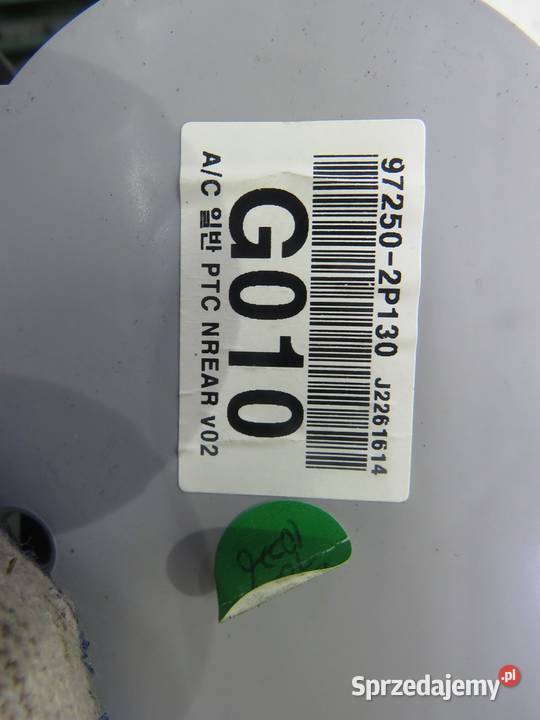 97250-2P130 J2261614
G010
A/C 일반 PTC NREAR v02
Sprzedajemy.pl